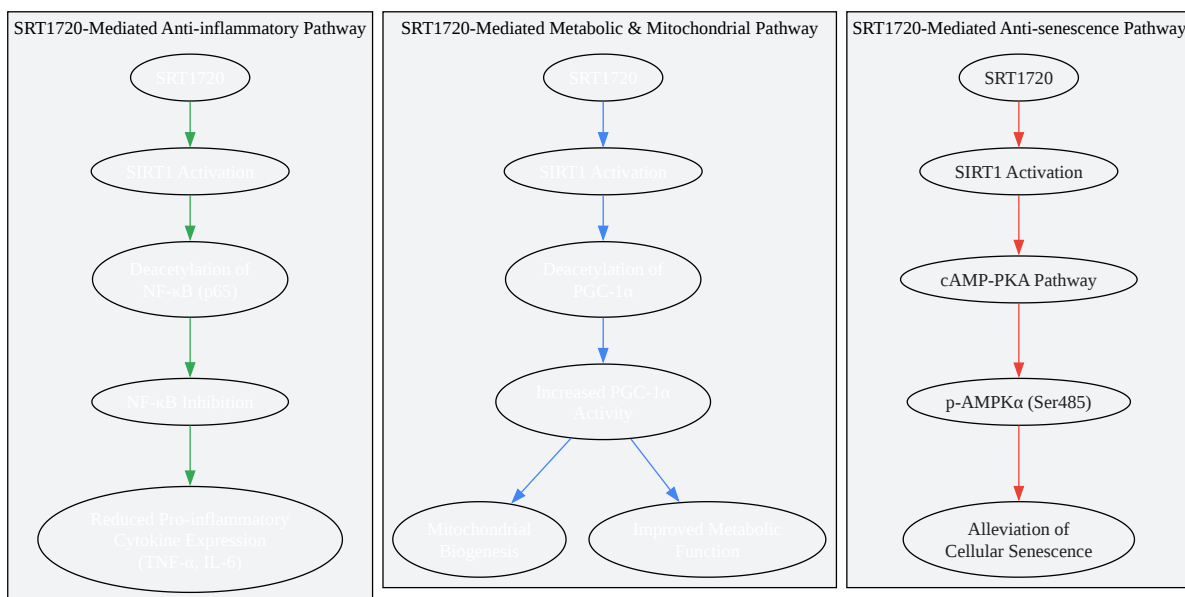 SRT1720-Mediated Anti-inflammatory Pathway
SRT1720
SIRT1 Activation
Deacetylation of
NF-κB (p65)
NF-κB Inhibition
Reduced Pro-inflammatory
Cytokine Expression
(TNF-α, IL-6)
SRT1720-Mediated Metabolic & Mitochondrial Pathway
SRT1720
SIRT1 Activation
Deacetylation of
PGC-1α
Increased PGC-1α
Activity
Mitochondrial
Biogenesis
Improved Metabolic
Function
SRT1720-Mediated Anti-senescence Pathway
SRT1720
SIRT1 Activation
cAMP-PKA Pathway
p-AMPKα (Ser485)
Alleviation of
Cellular Senescence